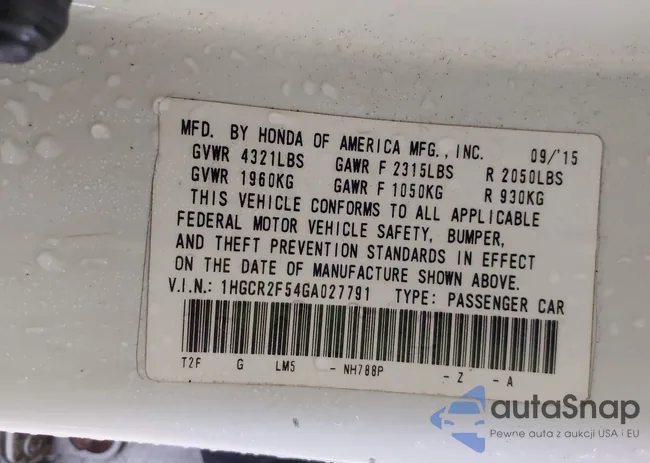 MFD. BY HONDA OF AMERICA MFG., INC. 09/'15
GVWR 4321LBS GAWR F 2315LBS R 2050LBS
GVWR 1960KG GAWR F 1050KG R 930KG
THIS VEHICLE CONFORMS TO ALL APPLICABLE
FEDERAL MOTOR VEHICLE SAFETY, BUMPER,
AND THEFT PREVENTION STANDARDS IN EFFECT
ON THE DATE OF MANUFACTURE SHOWN ABOVE.
V.I.N.: 1HGCR2F54GA027791 TYPE: PASSENGER CAR
T2F G LM5 - NH788P - Z - A
autaSnap
Pewne auta z aukcji USA i EU